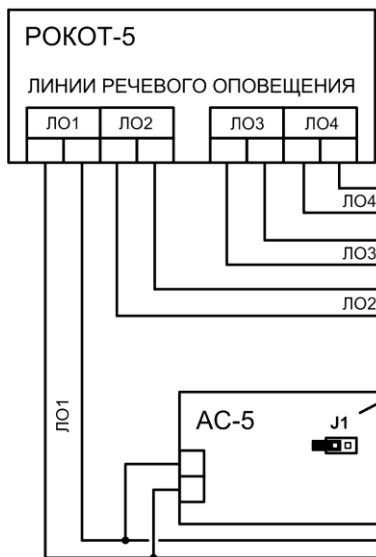 РОКОТ-5
ЛИНИИ РЕЧЕВОГО ОПОВЕЩЕНИЯ
ЛО1 ЛО2 ЛО3 ЛО4
ЛО4
ЛО3
ЛО2
ЛО1
АС-5 J1